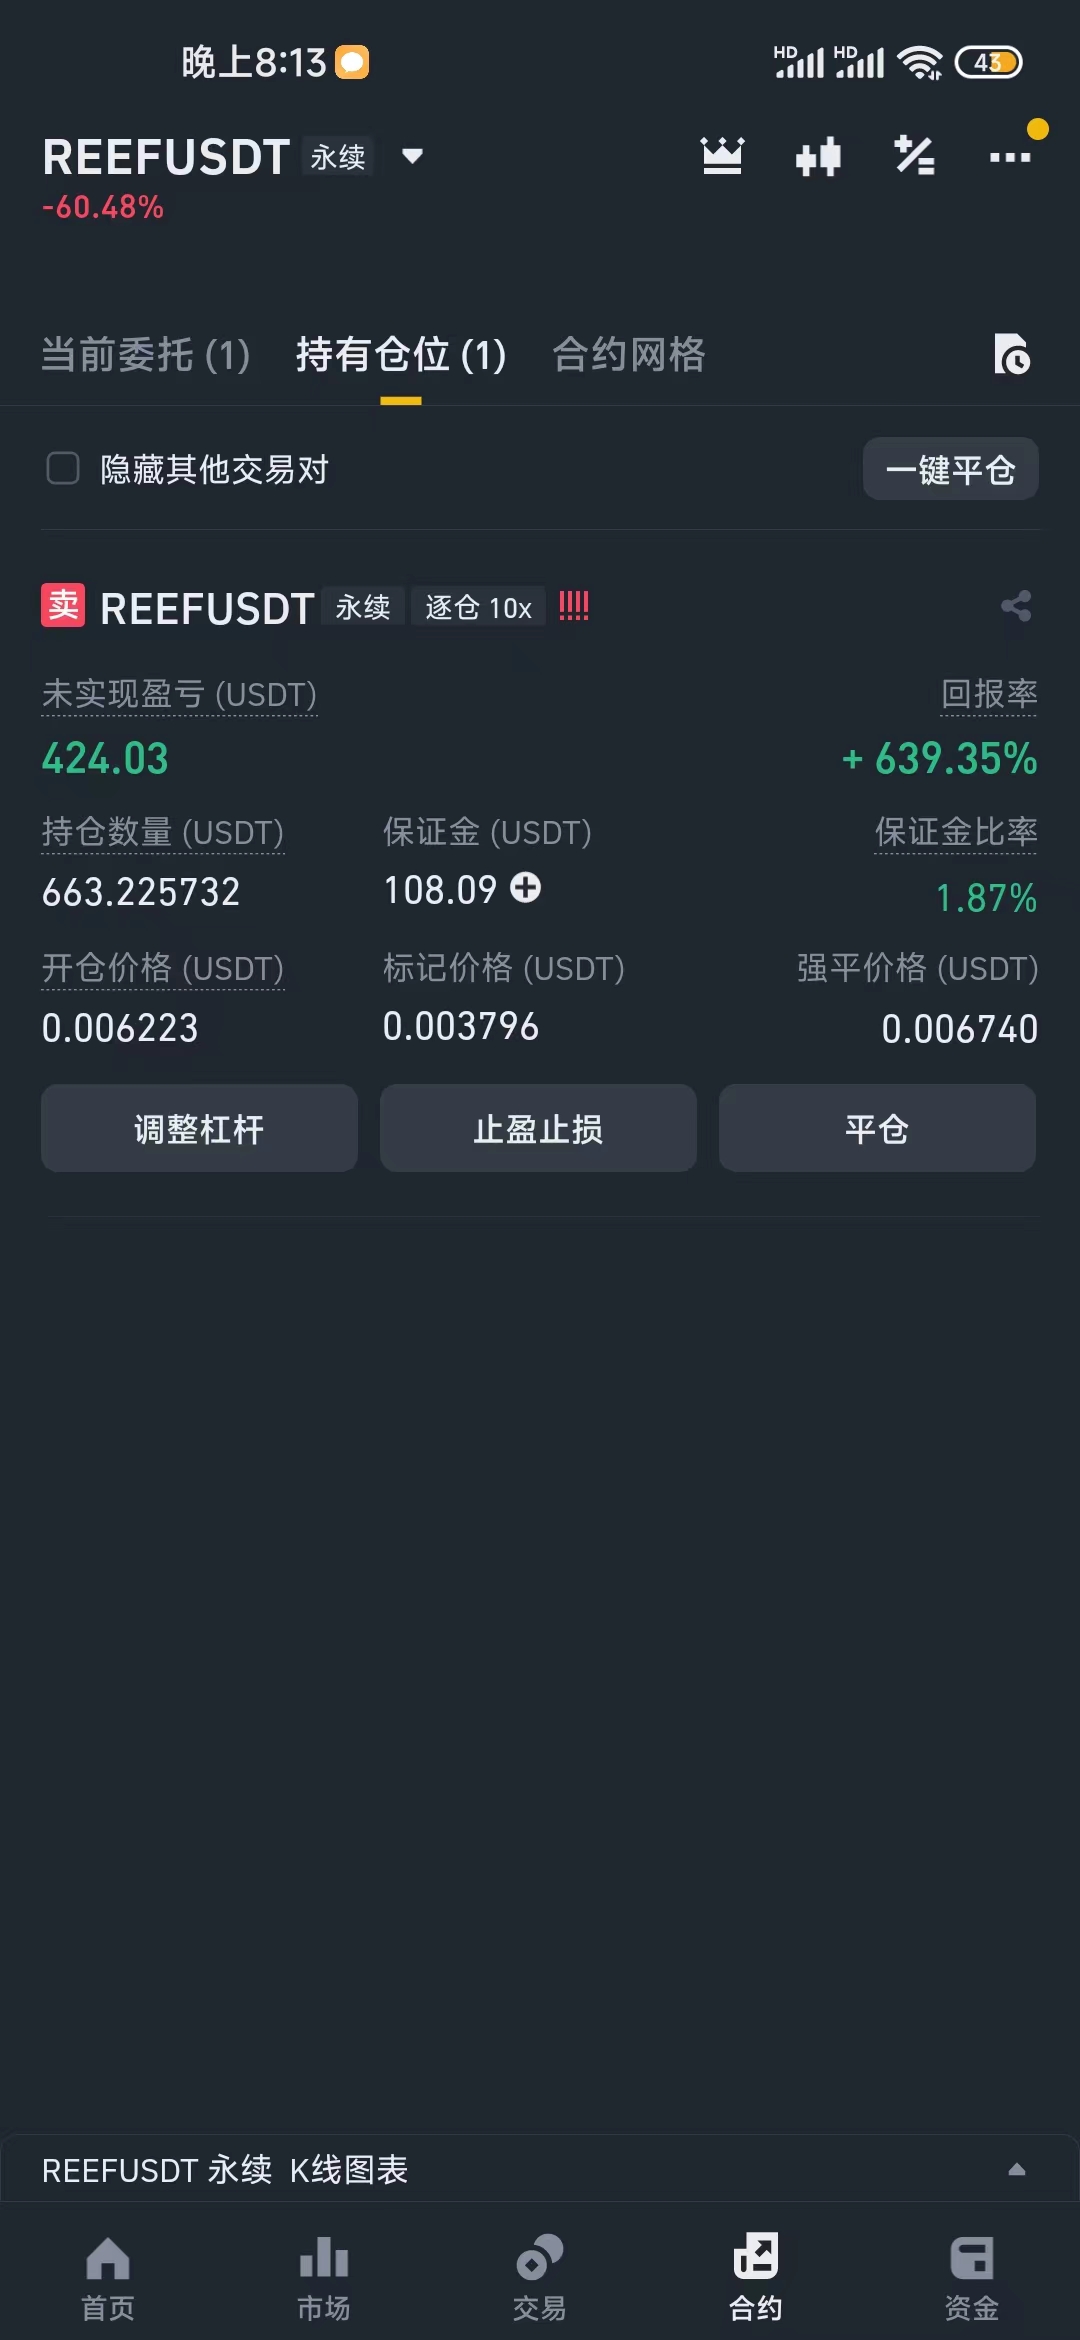 晚上8:13 HD HD 43
REEFUSDT 永续
-60.48%
当前委托 (1) 持有仓位 (1) 合约网格
隐藏其他交易对 一键平仓
卖 REEFUSDT 永续 逐仓 10x !!!!
未实现盈亏 (USDT) 回报率
424.03 + 639.35%
持仓数量 (USDT) 保证金 (USDT) 保证金比率
663.225732 108.09 1.87%
开仓价格 (USDT) 标记价格 (USDT) 强平价格 (USDT)
0.006223 0.003796 0.006740
调整杠杆 止盈止损 平仓
REEFUSDT 永续 K线图表
首页 市场 交易 合约 资金